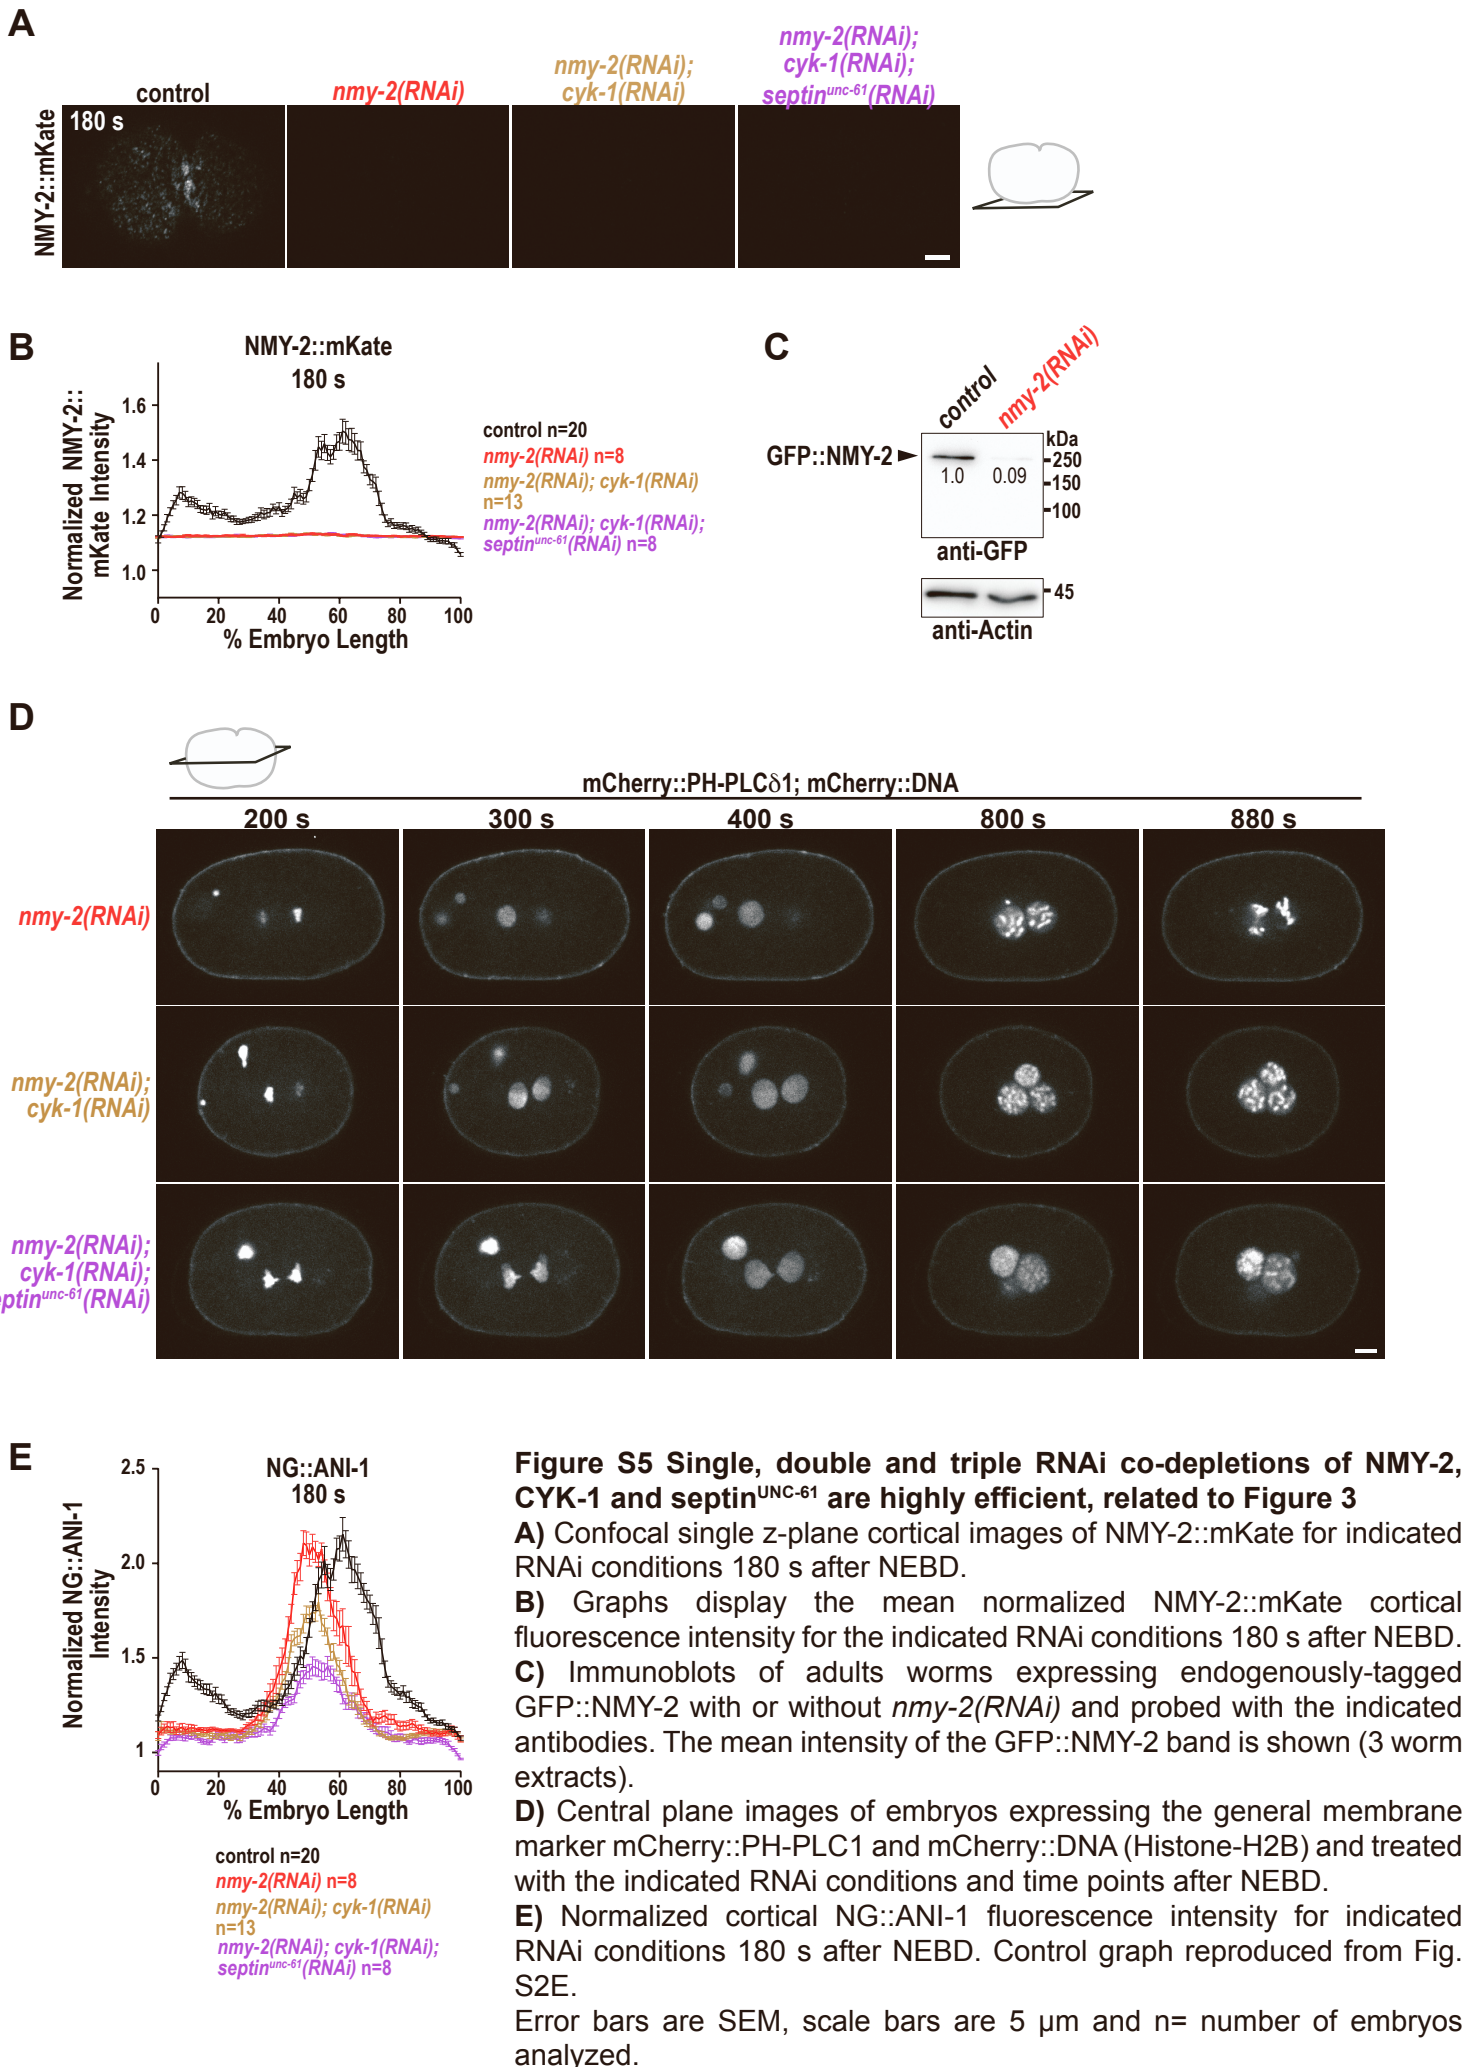 A
control
nmy-2(RNAi)
nmy-2(RNAi);
cyk-1(RNAi)
nmy-2(RNAi);
cyk-1(RNAi);
septinunc-61(RNAi)
NMY-2::mKate
180 s
B
NMY-2::mKate
180 s
Normalized NMY-2::
mKate Intensity
1.6
1.4
1.2
1.0
0 20 40 60 80 100
% Embryo Length
control n=20
nmy-2(RNAi) n=8
nmy-2(RNAi); cyk-1(RNAi)
n=13
nmy-2(RNAi); cyk-1(RNAi);
septinunc-61(RNAi) n=8
C
control
nmy-2(RNAi)
GFP::NMY-2
kDa
250
150
100
1.0 0.09
anti-GFP
45
anti-Actin
D
mCherry::PH-PLCδ1; mCherry::DNA
200 s 300 s 400 s 800 s 880 s
nmy-2(RNAi)
nmy-2(RNAi);
cyk-1(RNAi)
nmy-2(RNAi);
cyk-1(RNAi);
eptinunc-61(RNAi)
E
NG::ANI-1
180 s
Normalized NG::ANI-1
Intensity
2.5
2.0
1.5
1
0 20 40 60 80 100
% Embryo Length
control n=20
nmy-2(RNAi) n=8
nmy-2(RNAi); cyk-1(RNAi)
n=13
nmy-2(RNAi); cyk-1(RNAi);
septinunc-61(RNAi) n=8
Figure S5 Single, double and triple RNAi co-depletions of NMY-2,
CYK-1 and septinUNC-61 are highly efficient, related to Figure 3
A) Confocal single z-plane cortical images of NMY-2::mKate for indicated
RNAi conditions 180 s after NEBD.
B) Graphs display the mean normalized NMY-2::mKate cortical
fluorescence intensity for the indicated RNAi conditions 180 s after NEBD.
C) Immunoblots of adults worms expressing endogenously-tagged
GFP::NMY-2 with or without nmy-2(RNAi) and probed with the indicated
antibodies. The mean intensity of the GFP::NMY-2 band is shown (3 worm
extracts).
D) Central plane images of embryos expressing the general membrane
marker mCherry::PH-PLC1 and mCherry::DNA (Histone-H2B) and treated
with the indicated RNAi conditions and time points after NEBD.
E) Normalized cortical NG::ANI-1 fluorescence intensity for indicated
RNAi conditions 180 s after NEBD. Control graph reproduced from Fig.
S2E.
Error bars are SEM, scale bars are 5 µm and n= number of embryos
analyzed.